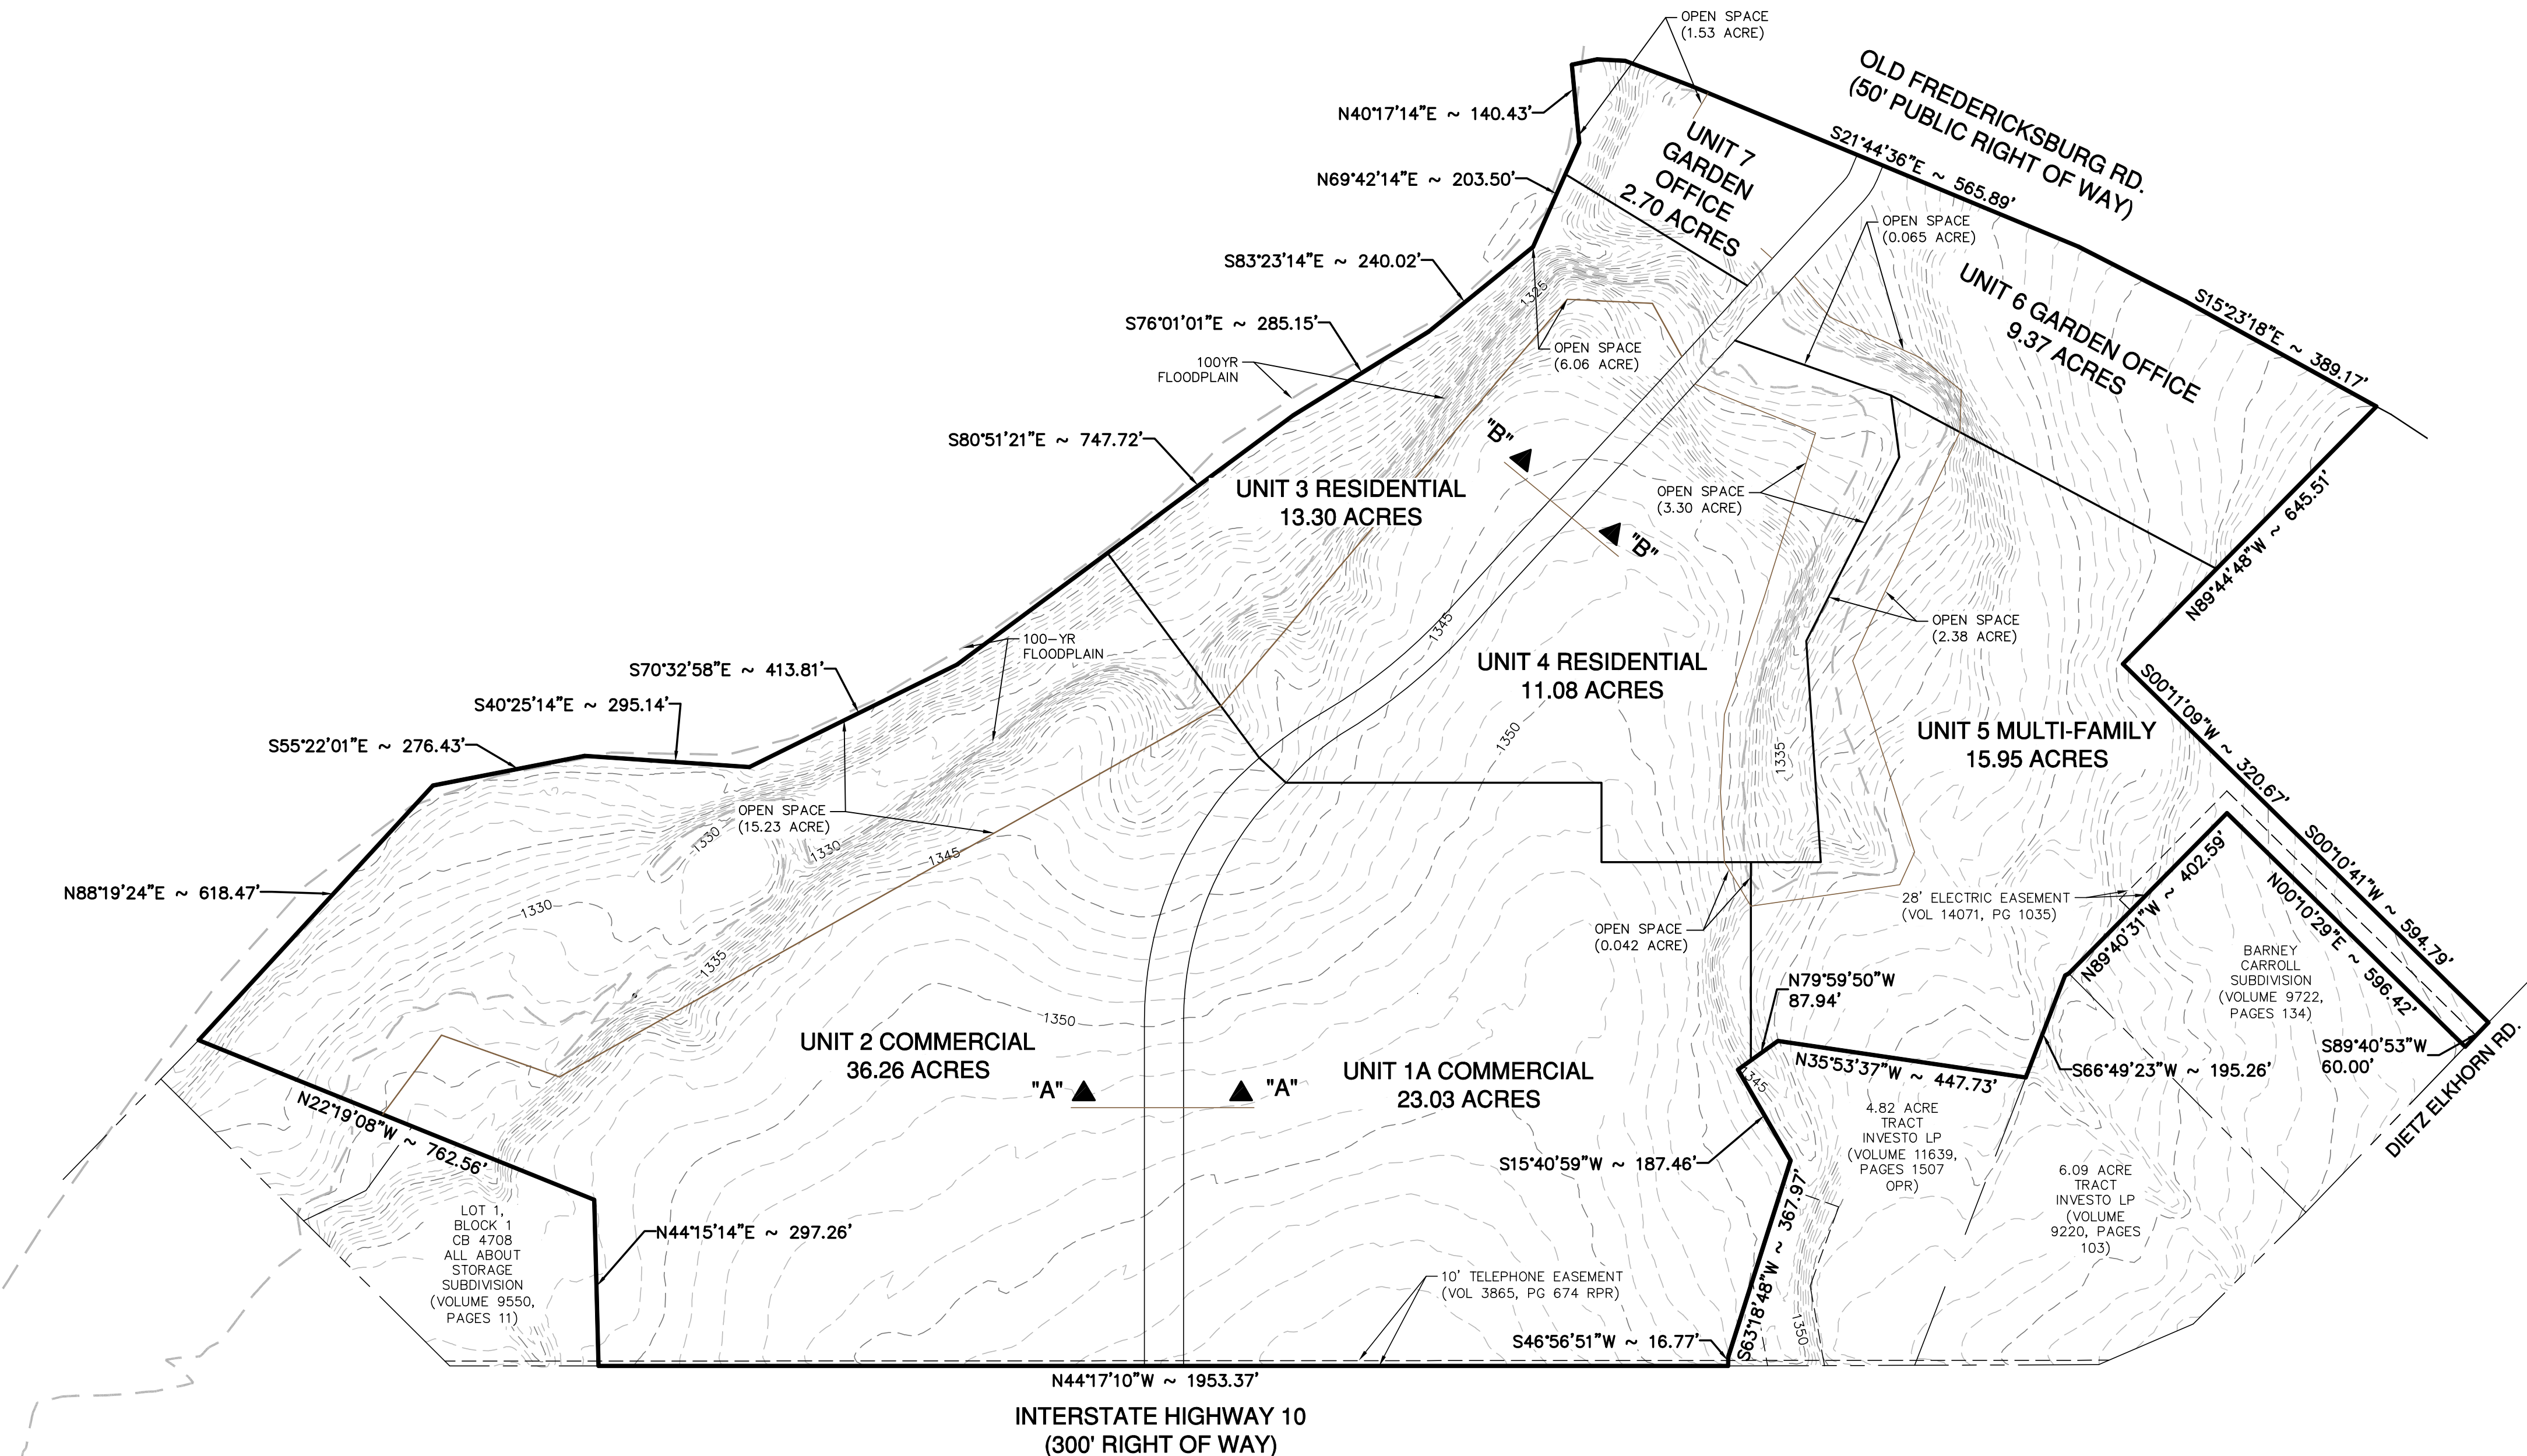 OPEN SPACE
(1.53 ACRE)
OLD FREDERICKSBURG RD.
(50' PUBLIC RIGHT OF WAY)
N40°17'14"E ~ 140.43'
UNIT 7
GARDEN
OFFICE
2.70 ACRES
S21°44'36"E ~ 565.89'
N69°42'14"E ~ 203.50'
OPEN SPACE
(0.065 ACRE)
S83°23'14"E ~ 240.02'
UNIT 6 GARDEN OFFICE
9.37 ACRES
S15°23'18"E ~ 389.17'
1325
S76°01'01"E ~ 285.15'
100YR
FLOODPLAIN
OPEN SPACE
(6.06 ACRE)
S80°51'21"E ~ 747.72'
"B"
"B"
UNIT 3 RESIDENTIAL
13.30 ACRES
OPEN SPACE
(3.30 ACRE)
N89°44'48"W ~ 645.51'
1345
OPEN SPACE
(2.38 ACRE)
100-YR
FLOODPLAIN
S70°32'58"E ~ 413.81'
UNIT 4 RESIDENTIAL
11.08 ACRES
S40°25'14"E ~ 295.14'
S55°22'01"E ~ 276.43'
1350
1335
UNIT 5 MULTI-FAMILY
15.95 ACRES
S00°11'09"W ~ 320.67'
OPEN SPACE
(15.23 ACRE)
1330
1330
1345
S00°10'41"W ~ 594.79'
N88°19'24"E ~ 618.47'
1330
28' ELECTRIC EASEMENT
(VOL 14071, PG 1035)
N89°40'31"W ~ 402.59'
N00°10'29"E ~ 596.42'
OPEN SPACE
(0.042 ACRE)
1335
BARNEY
CARROLL
SUBDIVISION
(VOLUME 9722,
PAGES 134)
N79°59'50"W
87.94'
1350
UNIT 2 COMMERCIAL
36.26 ACRES
"A"
"A"
UNIT 1A COMMERCIAL
23.03 ACRES
1345
N35°53'37"W ~ 447.73'
S66°49'23"W ~ 195.26'
S89°40'53"W
60.00'
DIETZ ELKHORN RD.
N22°19'08"W ~ 762.56'
4.82 ACRE
TRACT
INVESTO LP
(VOLUME 11639,
PAGES 1507
OPR)
S15°40'59"W ~ 187.46'
6.09 ACRE
TRACT
INVESTO LP
(VOLUME
9220, PAGES
103)
LOT 1,
BLOCK 1
CB 4708
ALL ABOUT
STORAGE
SUBDIVISION
(VOLUME 9550,
PAGES 11)
N44°15'14"E ~ 297.26'
S63°18'48"W ~ 367.97'
10' TELEPHONE EASEMENT
(VOL 3865, PG 674 RPR)
1350
S46°56'51"W ~ 16.77'
N44°17'10"W ~ 1953.37'
INTERSTATE HIGHWAY 10
(300' RIGHT OF WAY)